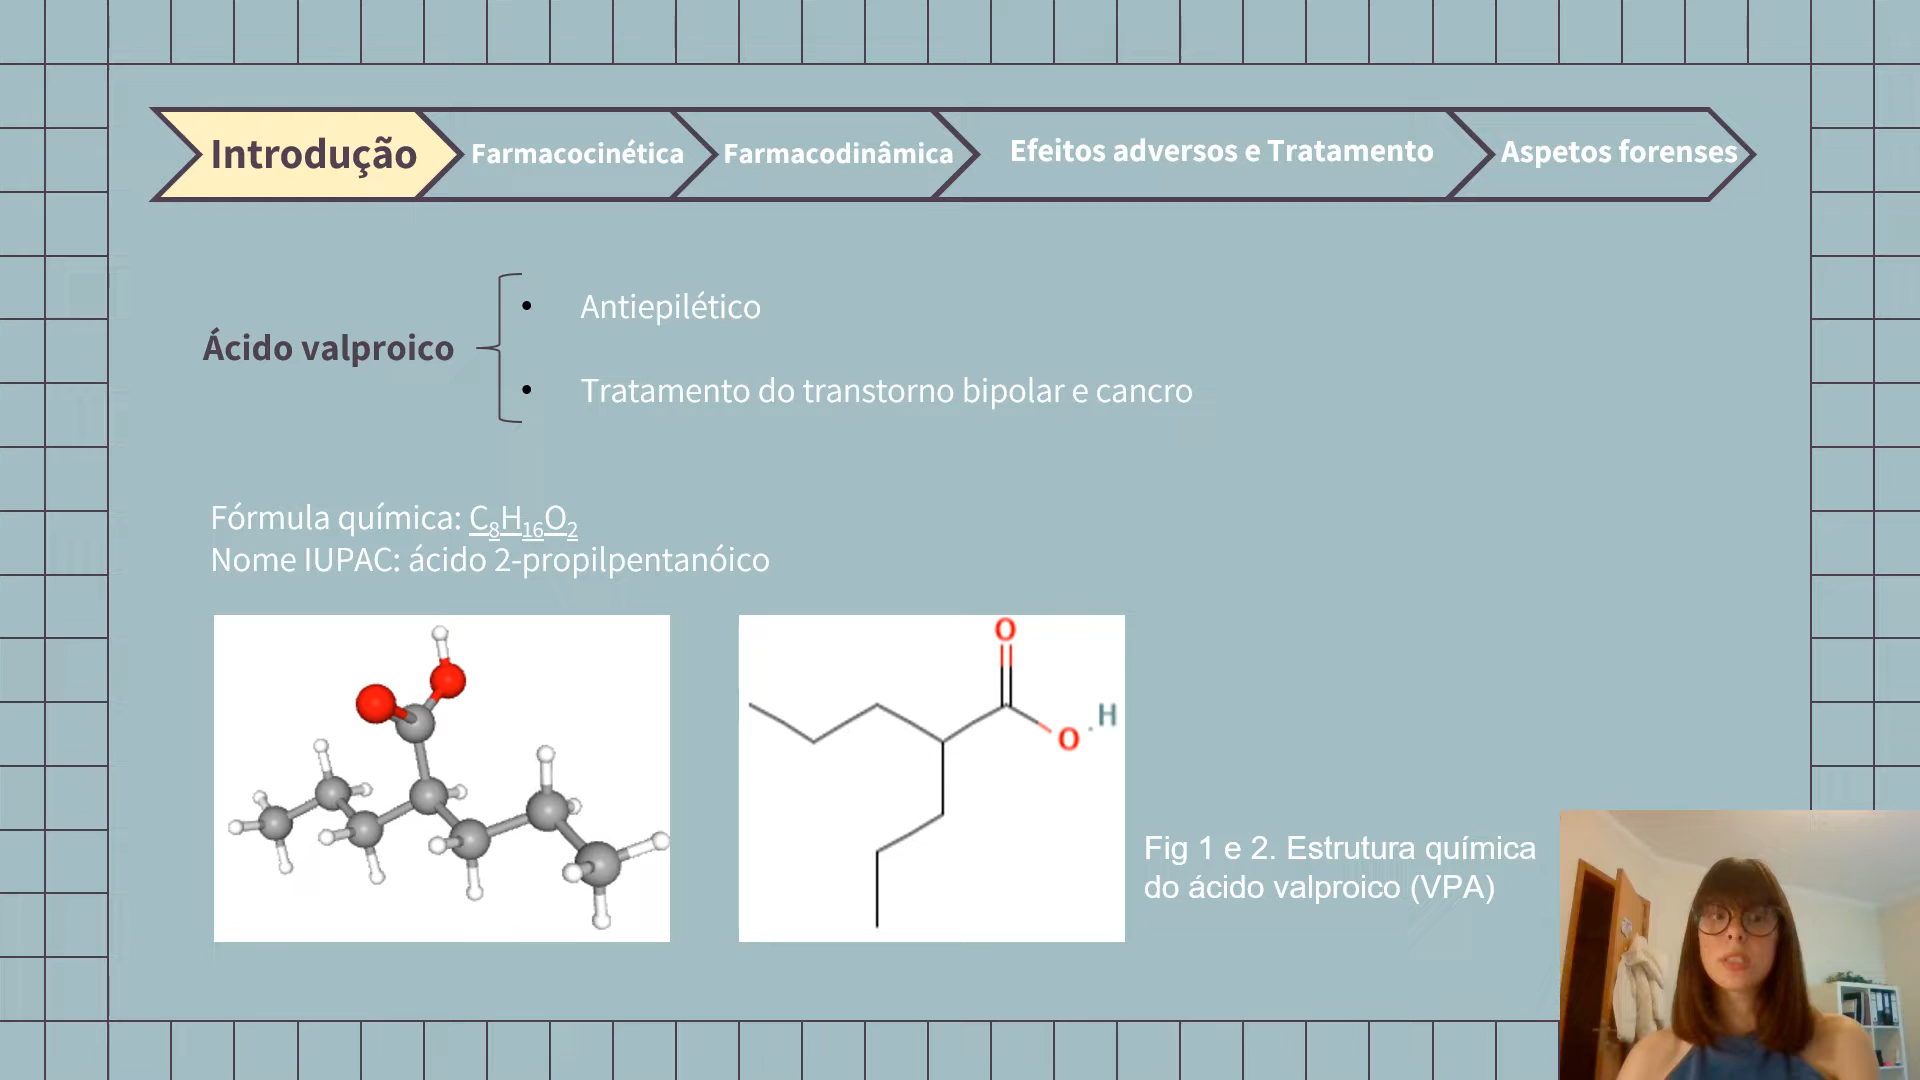 Introdução
Farmacocinética
Farmacodinâmica
Efeitos adversos e Tratamento
Aspetos forenses
Ácido valproico
• Antiepilético
• Tratamento do transtorno bipolar e cancro
Fórmula química: C₈H₁₆O₂
Nome IUPAC: ácido 2-propilpentanóico
O
H
O
Fig 1 e 2. Estrutura química
do ácido valproico (VPA)